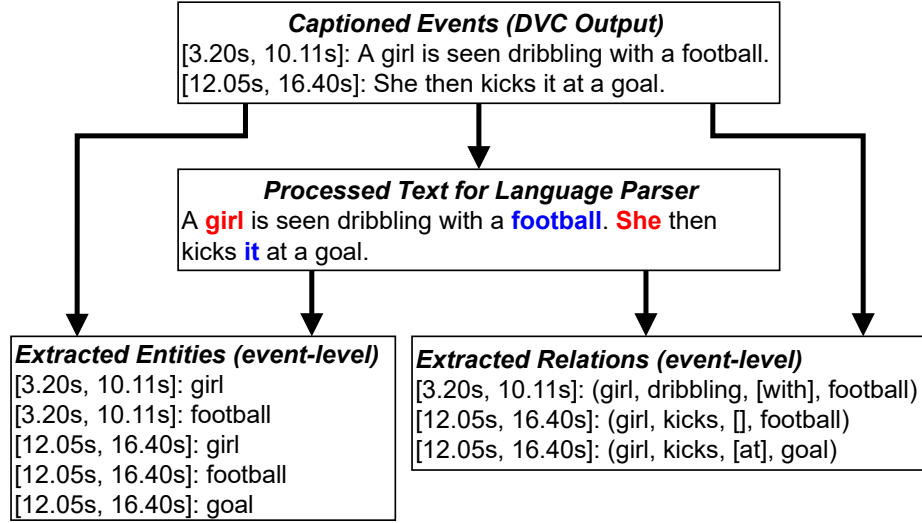 Captioned Events (DVC Output)
[3.20s, 10.11s]: A girl is seen dribbling with a football.
[12.05s, 16.40s]: She then kicks it at a goal.
Processed Text for Language Parser
A girl is seen dribbling with a football. She then
kicks it at a goal.
Extracted Entities (event-level)
[3.20s, 10.11s]: girl
[3.20s, 10.11s]: football
[12.05s, 16.40s]: girl
[12.05s, 16.40s]: football
[12.05s, 16.40s]: goal
Extracted Relations (event-level)
[3.20s, 10.11s]: (girl, dribbling, [with], football)
[12.05s, 16.40s]: (girl, kicks, [], football)
[12.05s, 16.40s]: (girl, kicks, [at], goal)